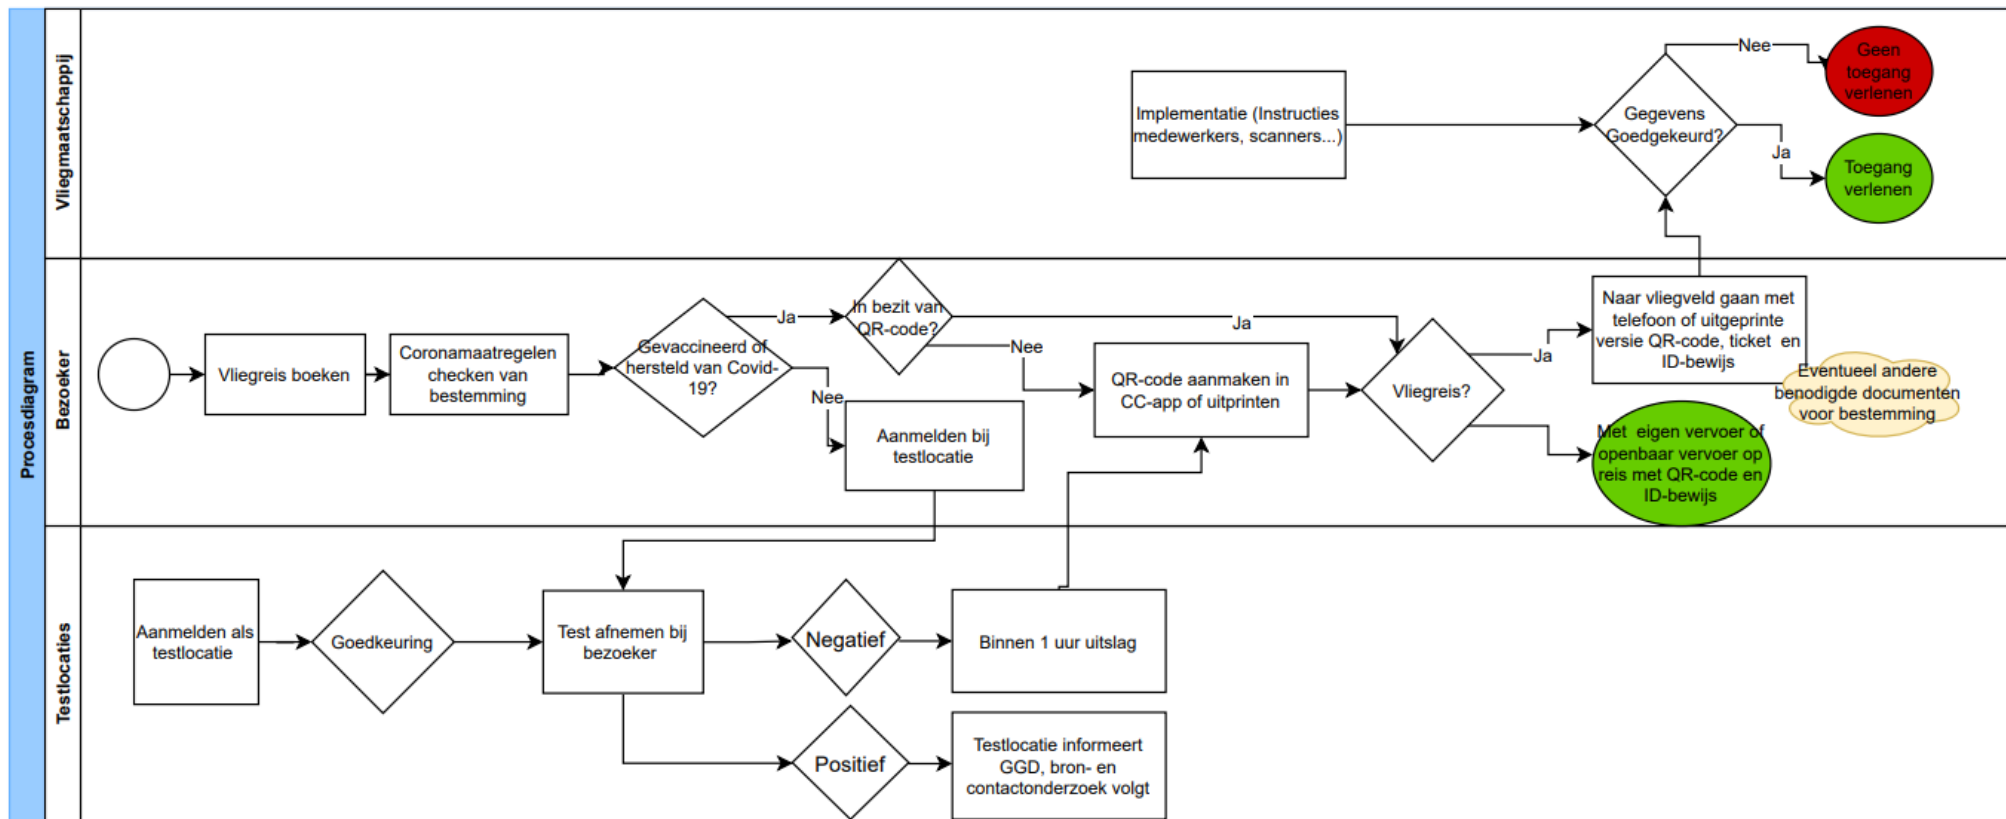 Procesdiagram
Vliegmaatschappij
Implementatie (Instructies
medewerkers, scanners...)
Gegevens
Goedgekeurd?
Nee
Geen
toegang
verlenen
Ja
Toegang
verlenen
Bezoeker
Vliegreis boeken
Coronamaatregelen
checken van
bestemming
Gevaccineerd of
hersteld van Covid-
19?
Ja
Nee
In bezit van
QR-code?
Ja
Nee
Aanmelden bij
testlocatie
QR-code aanmaken in
CC-app of uitprinten
Vliegreis?
Ja
Naar vliegveld gaan met
telefoon of uitgeprinte
versie QR-code, ticket en
ID-bewijs
Eventueel andere
benodigde documenten
voor bestemming
Met eigen vervoer of
openbaar vervoer op
reis met QR-code en
ID-bewijs
Testlocaties
Aanmelden als
testlocatie
Goedkeuring
Test afnemen bij
bezoeker
Negatief
Binnen 1 uur uitslag
Positief
Testlocatie informeert
GGD, bron- en
contactonderzoek volgt